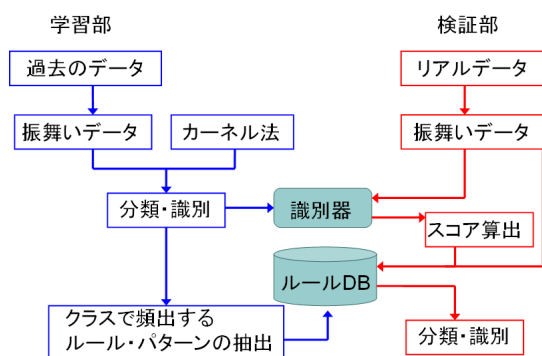 学習部
検証部
過去のデータ
リアルデータ
振舞いデータ
カーネル法
振舞いデータ
分類・識別
識別器
スコア算出
ルールDB
クラスで頻出する
ルール・パターンの抽出
分類・識別